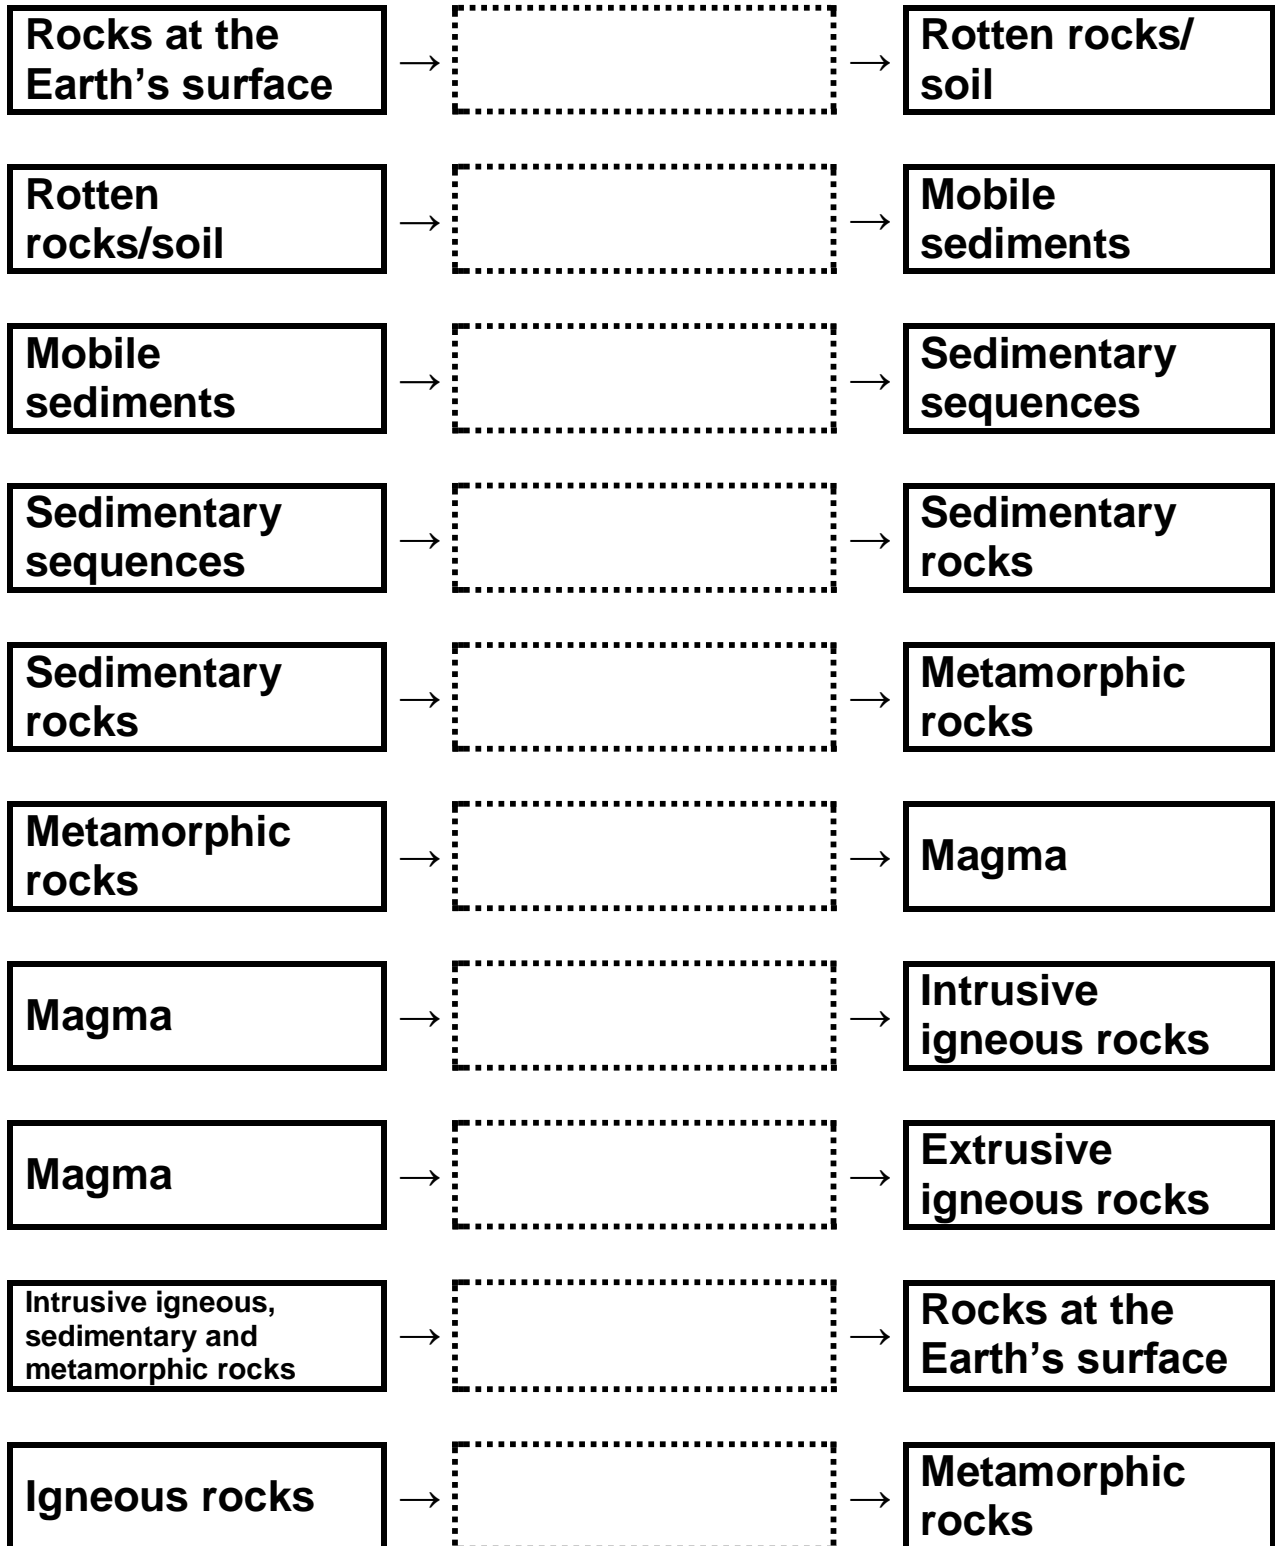 Rocks at the
Earth’s surface
→
→
Rotten rocks/
soil
Rotten
rocks/soil
→
→
Mobile
sediments
Mobile
sediments
→
→
Sedimentary
sequences
Sedimentary
sequences
→
→
Sedimentary
rocks
Sedimentary
rocks
→
→
Metamorphic
rocks
Metamorphic
rocks
→
→
Magma
Magma
→
→
Intrusive
igneous rocks
Magma
→
→
Extrusive
igneous rocks
Intrusive igneous,
sedimentary and
metamorphic rocks
→
→
Rocks at the
Earth’s surface
Igneous rocks
→
→
Metamorphic
rocks